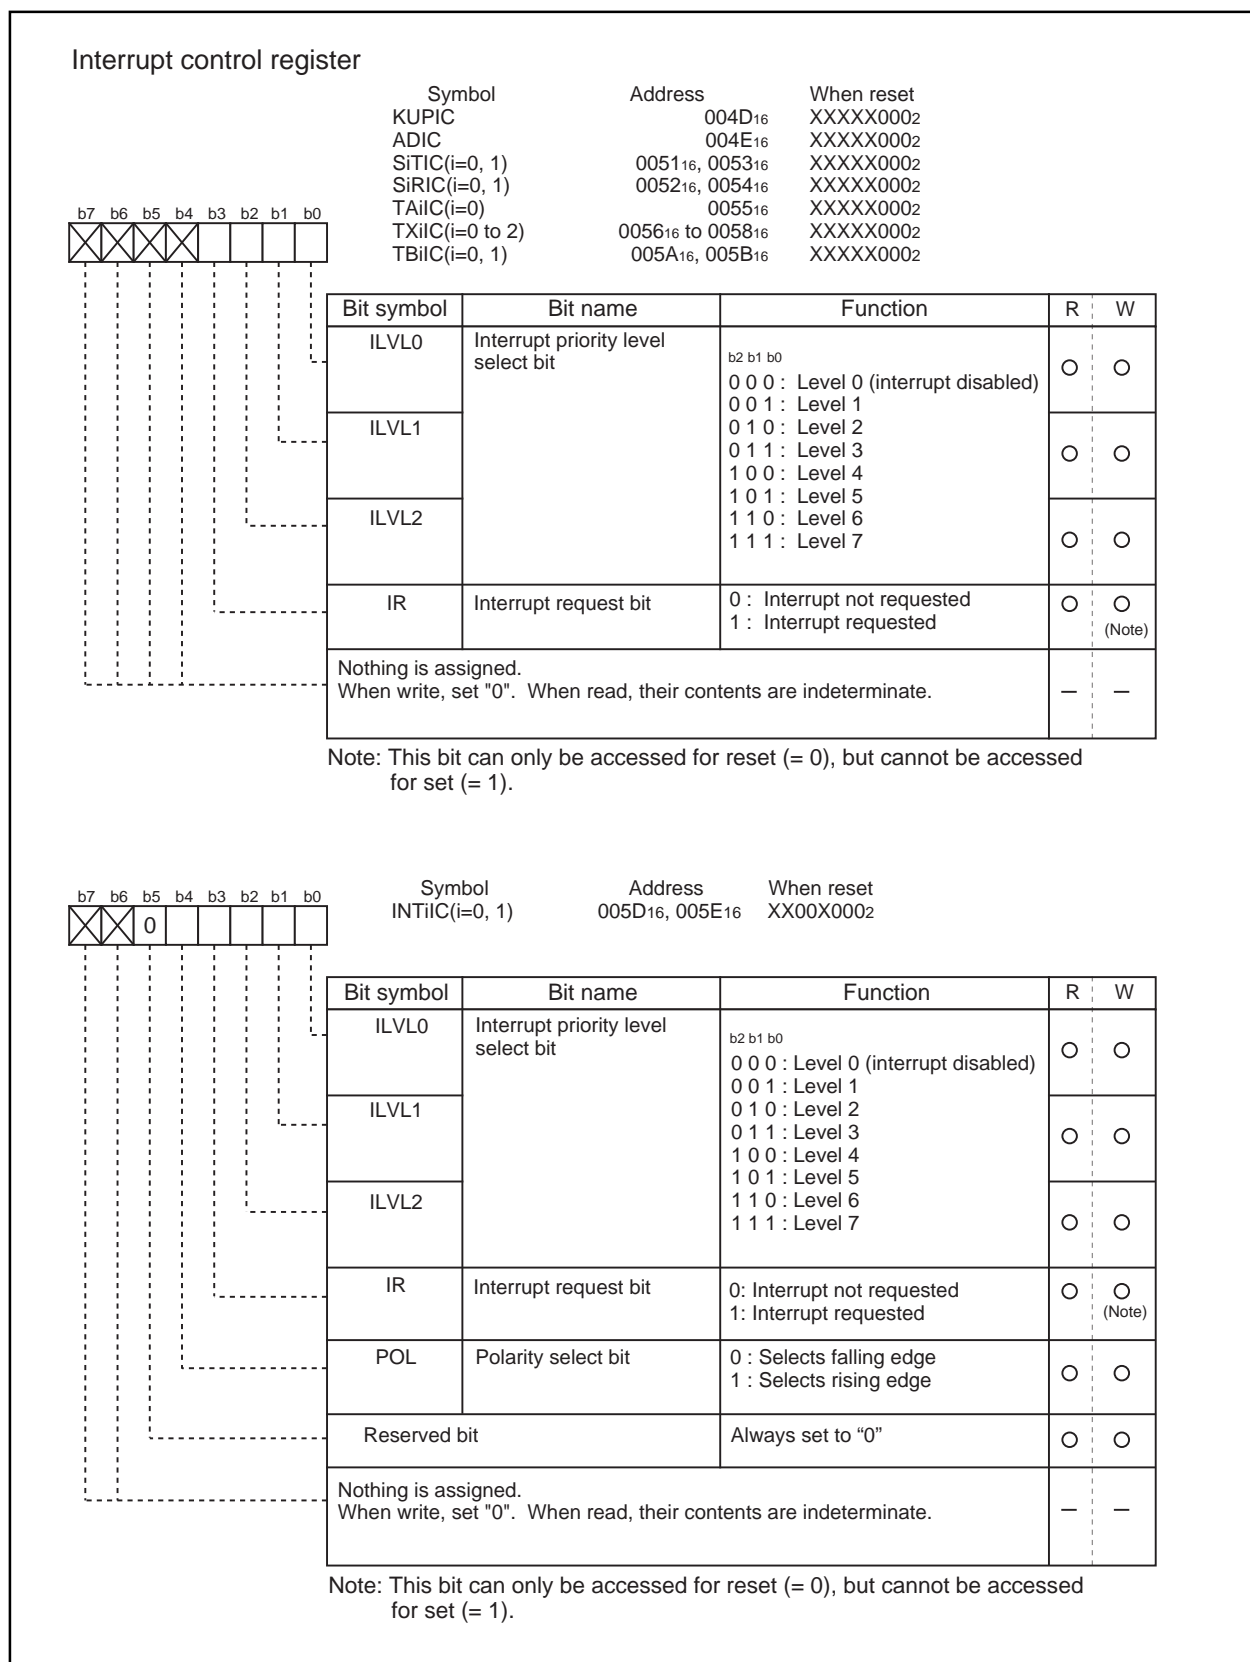 Interrupt control register
Symbol Address When reset
KUPIC 004D16 XXXXX0002
ADIC 004E16 XXXXX0002
SiTIC(i=0, 1) 005116, 005316 XXXXX0002
SiRIC(i=0, 1) 005216, 005416 XXXXX0002
TAiIC(i=0) 005516 XXXXX0002
TXiIC(i=0 to 2) 005616 to 005816 XXXXX0002
TBiIC(i=0, 1) 005A16, 005B16 XXXXX0002
b7 b6 b5 b4 b3 b2 b1 b0
Bit symbol Bit name Function R W
ILVL0 Interrupt priority level
select bit
b2 b1 b0
0 0 0 : Level 0 (interrupt disabled)
0 0 1 : Level 1
ILVL1 0 1 0 : Level 2
0 1 1 : Level 3
1 0 0 : Level 4
1 0 1 : Level 5
ILVL2 1 1 0 : Level 6
1 1 1 : Level 7
IR Interrupt request bit 0 : Interrupt not requested
1 : Interrupt requested
(Note)
Nothing is assigned.
When write, set "0". When read, their contents are indeterminate. – –
Note: This bit can only be accessed for reset (= 0), but cannot be accessed
for set (= 1).
Symbol Address When reset
INTiIC(i=0, 1) 005D16, 005E16 XX00X0002
b7 b6 b5 b4 b3 b2 b1 b0
0
Bit symbol Bit name Function R W
ILVL0 Interrupt priority level
select bit
b2 b1 b0
0 0 0 : Level 0 (interrupt disabled)
0 0 1 : Level 1
ILVL1 0 1 0 : Level 2
0 1 1 : Level 3
1 0 0 : Level 4
1 0 1 : Level 5
ILVL2 1 1 0 : Level 6
1 1 1 : Level 7
IR Interrupt request bit 0: Interrupt not requested
1: Interrupt requested
(Note)
POL Polarity select bit 0 : Selects falling edge
1 : Selects rising edge
Reserved bit Always set to “0”
Nothing is assigned.
When write, set "0". When read, their contents are indeterminate. – –
Note: This bit can only be accessed for reset (= 0), but cannot be accessed
for set (= 1).